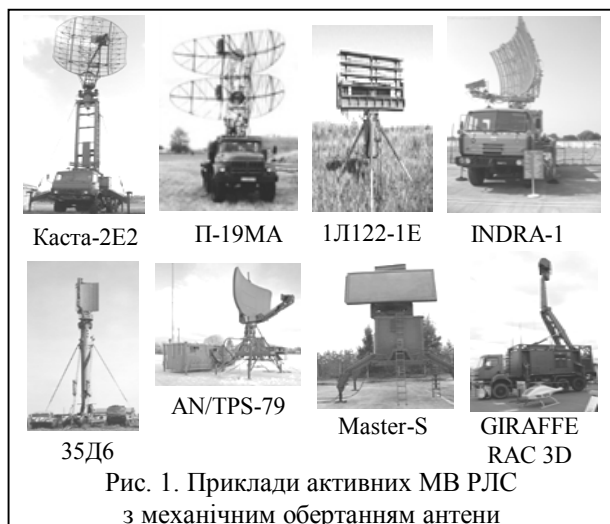 Каста-2Е2
П-19МА
1Л122-1Е
INDRA-1
35Д6
AN/TPS-79
Master-S
GIRAFFE
RAC 3D
Рис. 1. Приклади активних МВ РЛС
з механічним обертанням антени